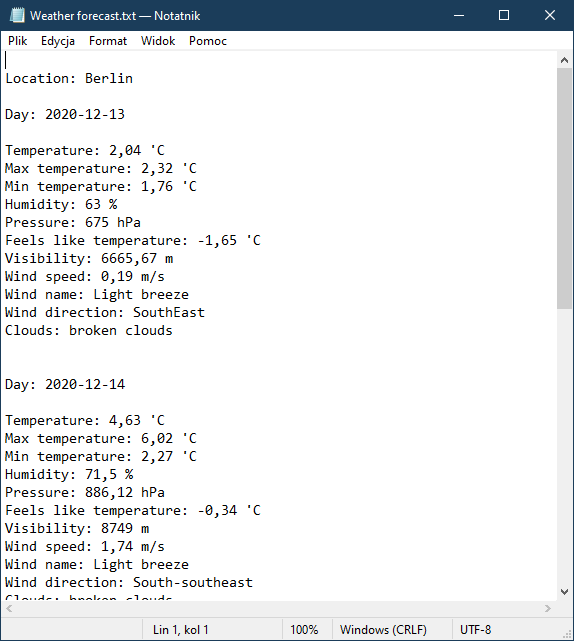 Weather forecast.txt — Notatnik
Plik Edycja Format Widok Pomoc
Location: Berlin
Day: 2020-12-13
Temperature: 2,04 'C
Max temperature: 2,32 'C
Min temperature: 1,76 'C
Humidity: 63 %
Pressure: 675 hPa
Feels like temperature: -1,65 'C
Visibility: 6665,67 m
Wind speed: 0,19 m/s
Wind name: Light breeze
Wind direction: SouthEast
Clouds: broken clouds
Day: 2020-12-14
Temperature: 4,63 'C
Max temperature: 6,02 'C
Min temperature: 2,27 'C
Humidity: 71,5 %
Pressure: 886,12 hPa
Feels like temperature: -0,34 'C
Visibility: 8749 m
Wind speed: 1,74 m/s
Wind name: Light breeze
Wind direction: South-southeast
Clouds: broken clouds
Lin 1, kol 1 100% Windows (CRLF) UTF-8